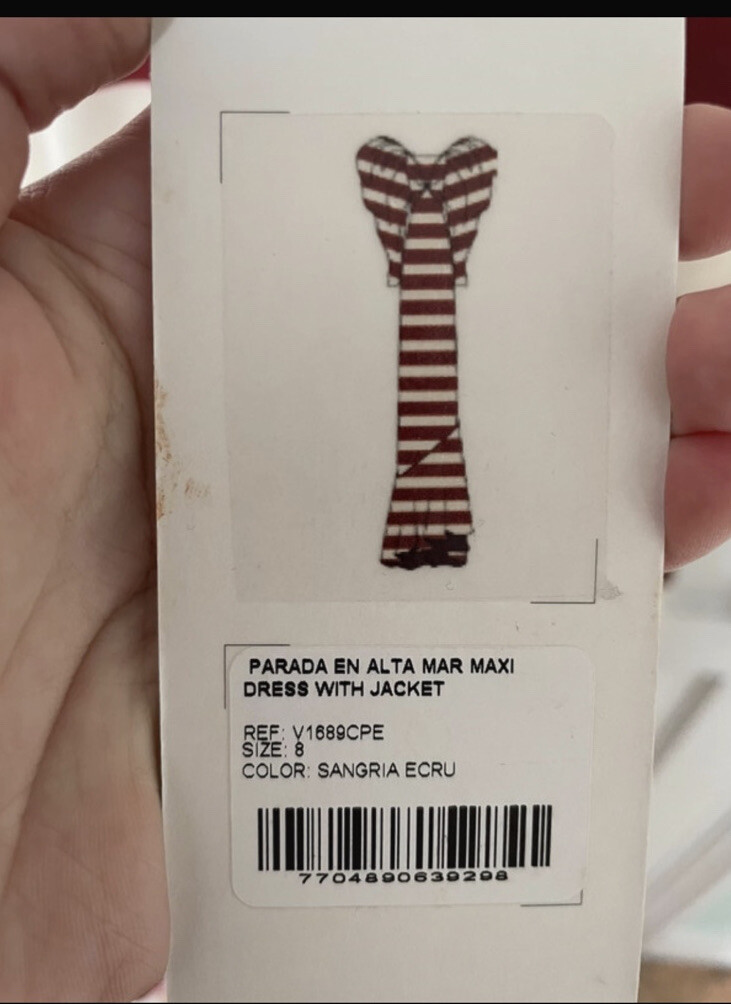 PARADA EN ALTA MAR MAXI
DRESS WITH JACKET
REF: V1689CPE
SIZE: 8
COLOR: SANGRIA ECRU
7704890639298